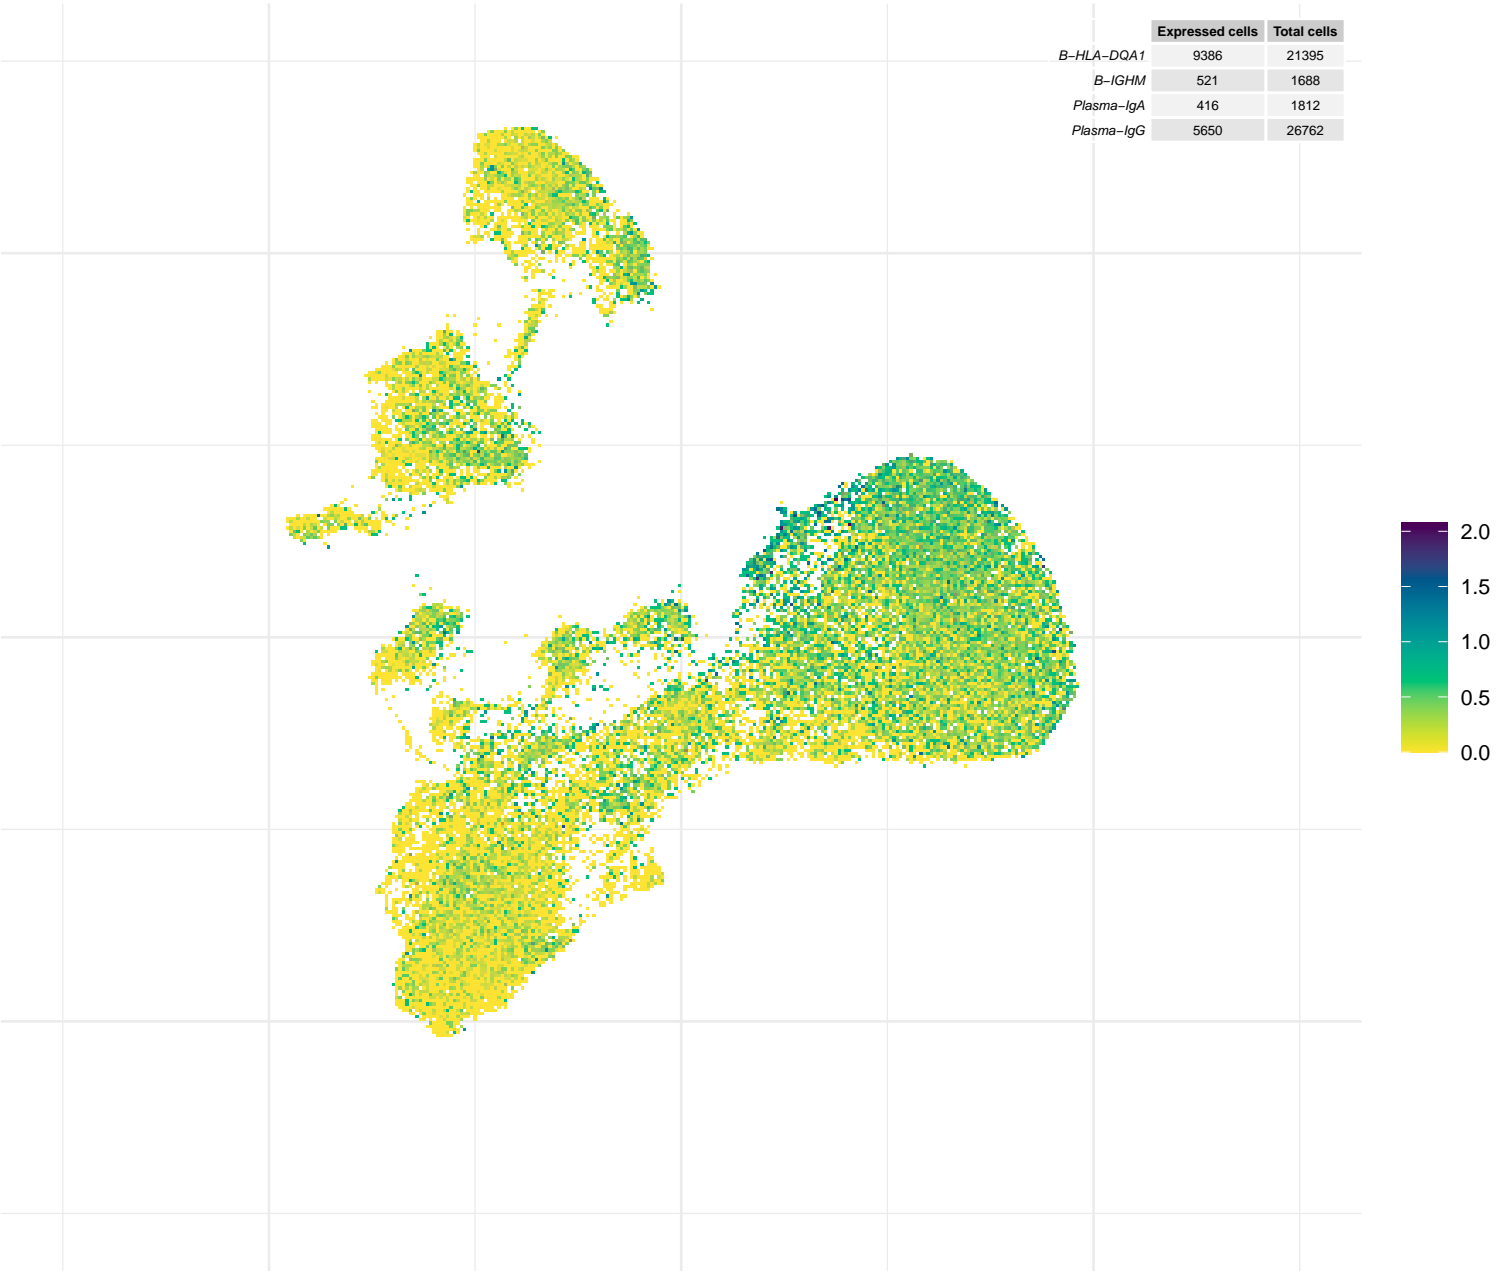 Expressed cells Total cells
B−HLA−DQA1 9386 21395
B−IGHM 521 1688
Plasma−IgA 416 1812
Plasma−IgG 5650 26762
2.0
1.5
1.0
0.5
0.0